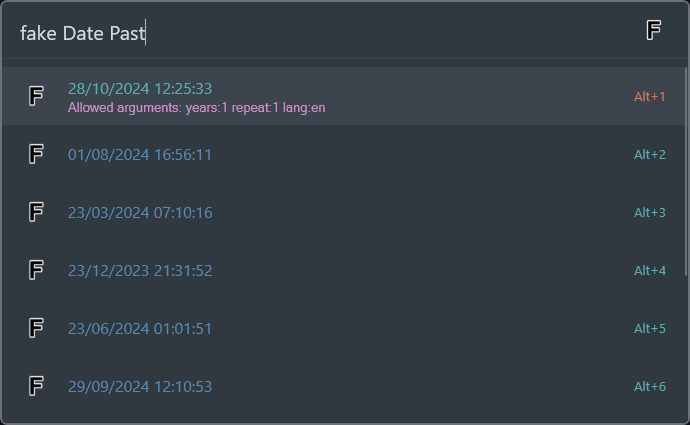 fake Date Past
F
F
28/10/2024 12:25:33
Allowed arguments: years:1 repeat:1 lang:en
Alt+1
F
01/08/2024 16:56:11
Alt+2
F
23/03/2024 07:10:16
Alt+3
F
23/12/2023 21:31:52
Alt+4
F
23/06/2024 01:01:51
Alt+5
F
29/09/2024 12:10:53
Alt+6